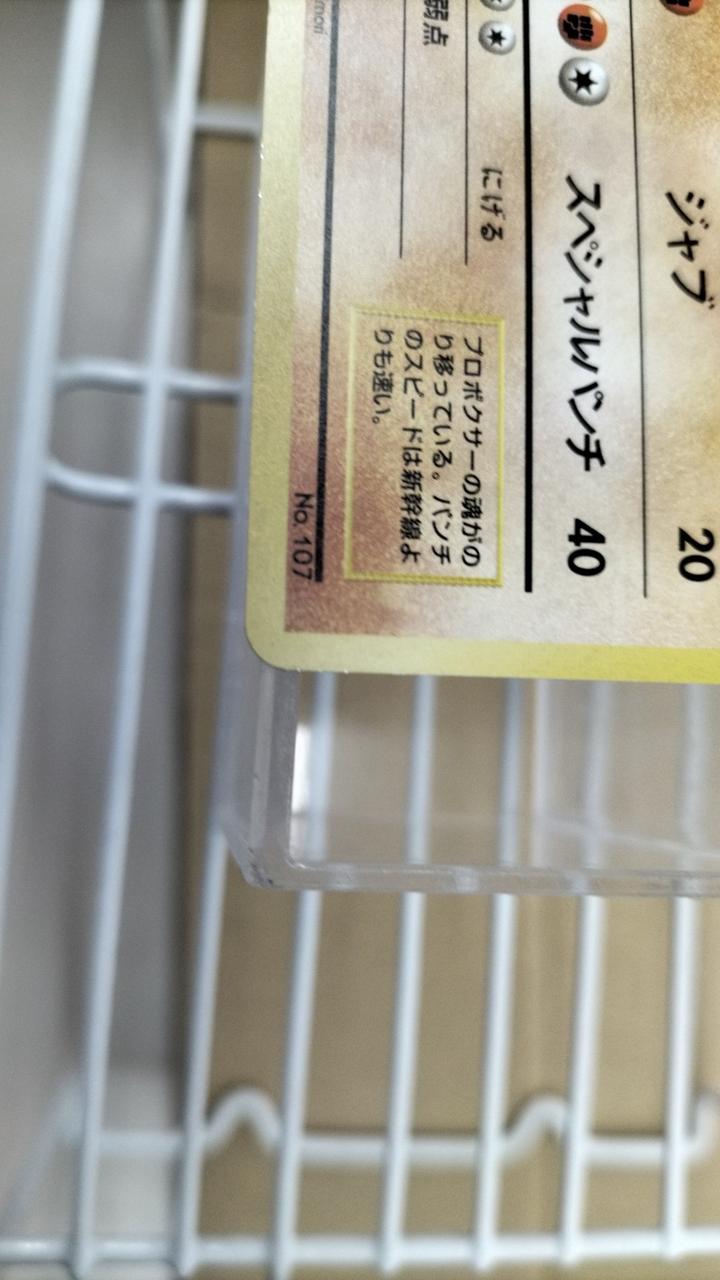 ジャブ 20
スペシャルパンチ 40
にげる
弱点
プロボクサーの魂がの
り移っている。パンチ
のスピードは新幹線よ
りも速い。
No. 107